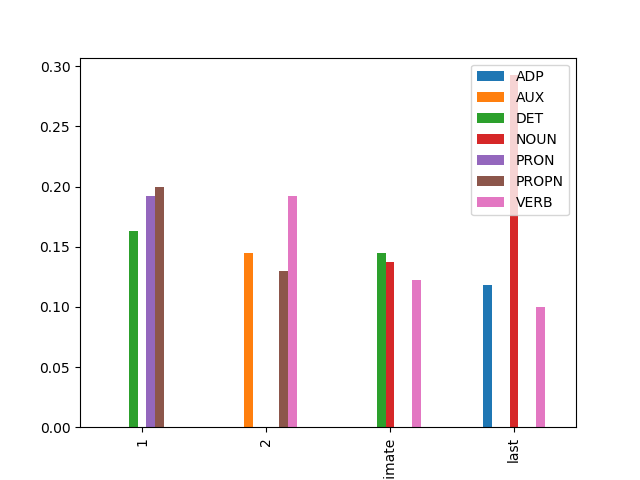 0.30
0.25
0.20
0.15
0.10
0.05
0.00
ADP
AUX
DET
NOUN
PRON
PROPN
VERB
1
2
imate
last